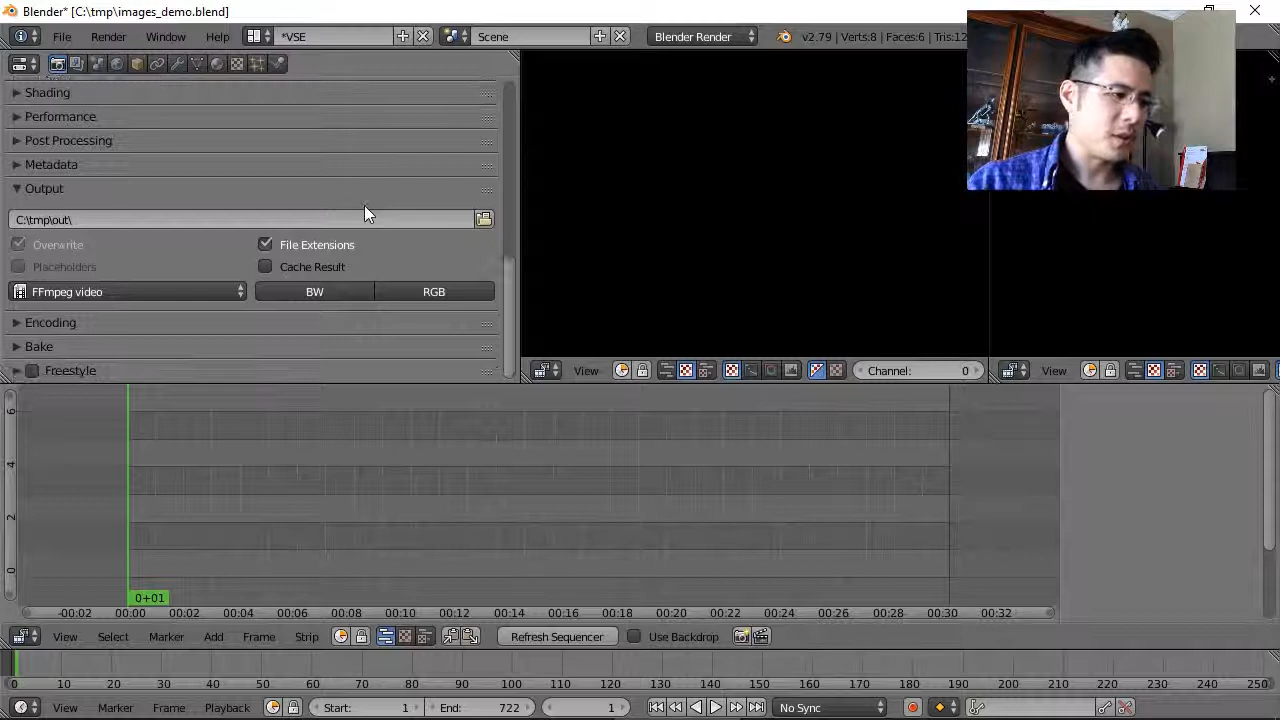 Blender* [C:\tmp\images_demo.blend]
File Render Window Help *VSE Scene Blender Render v2.79 | Verts:8 | Faces:6 | Tris:12
Shading
Performance
Post Processing
Metadata
Output
C:\tmp\out\
Overwrite File Extensions
Placeholders Cache Result
FFmpeg video BW RGB
Encoding
Bake
Freestyle
View Channel: 0 View
6
4
2
0
0+01
-00:02 00:00 00:02 00:04 00:06 00:08 00:10 00:12 00:14 00:16 00:18 00:20 00:22 00:24 00:26 00:28 00:30 00:32
View Select Marker Add Frame Strip Refresh Sequencer Use Backdrop
0 10 20 30 40 50 60 70 80 90 100 110 120 130 140 150 160 170 180 190 200 210 220 230 240 250
View Marker Frame Playback Start: 1 End: 722 1 No Sync